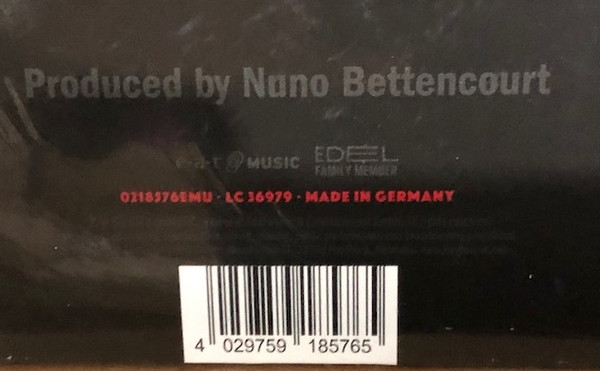 Produced by Nuno Bettencourt
e-a-r MUSIC EDEL
FAMILY MEMBER
0218576EMU · LC 36979 · MADE IN GERMANY
4 029759 185765